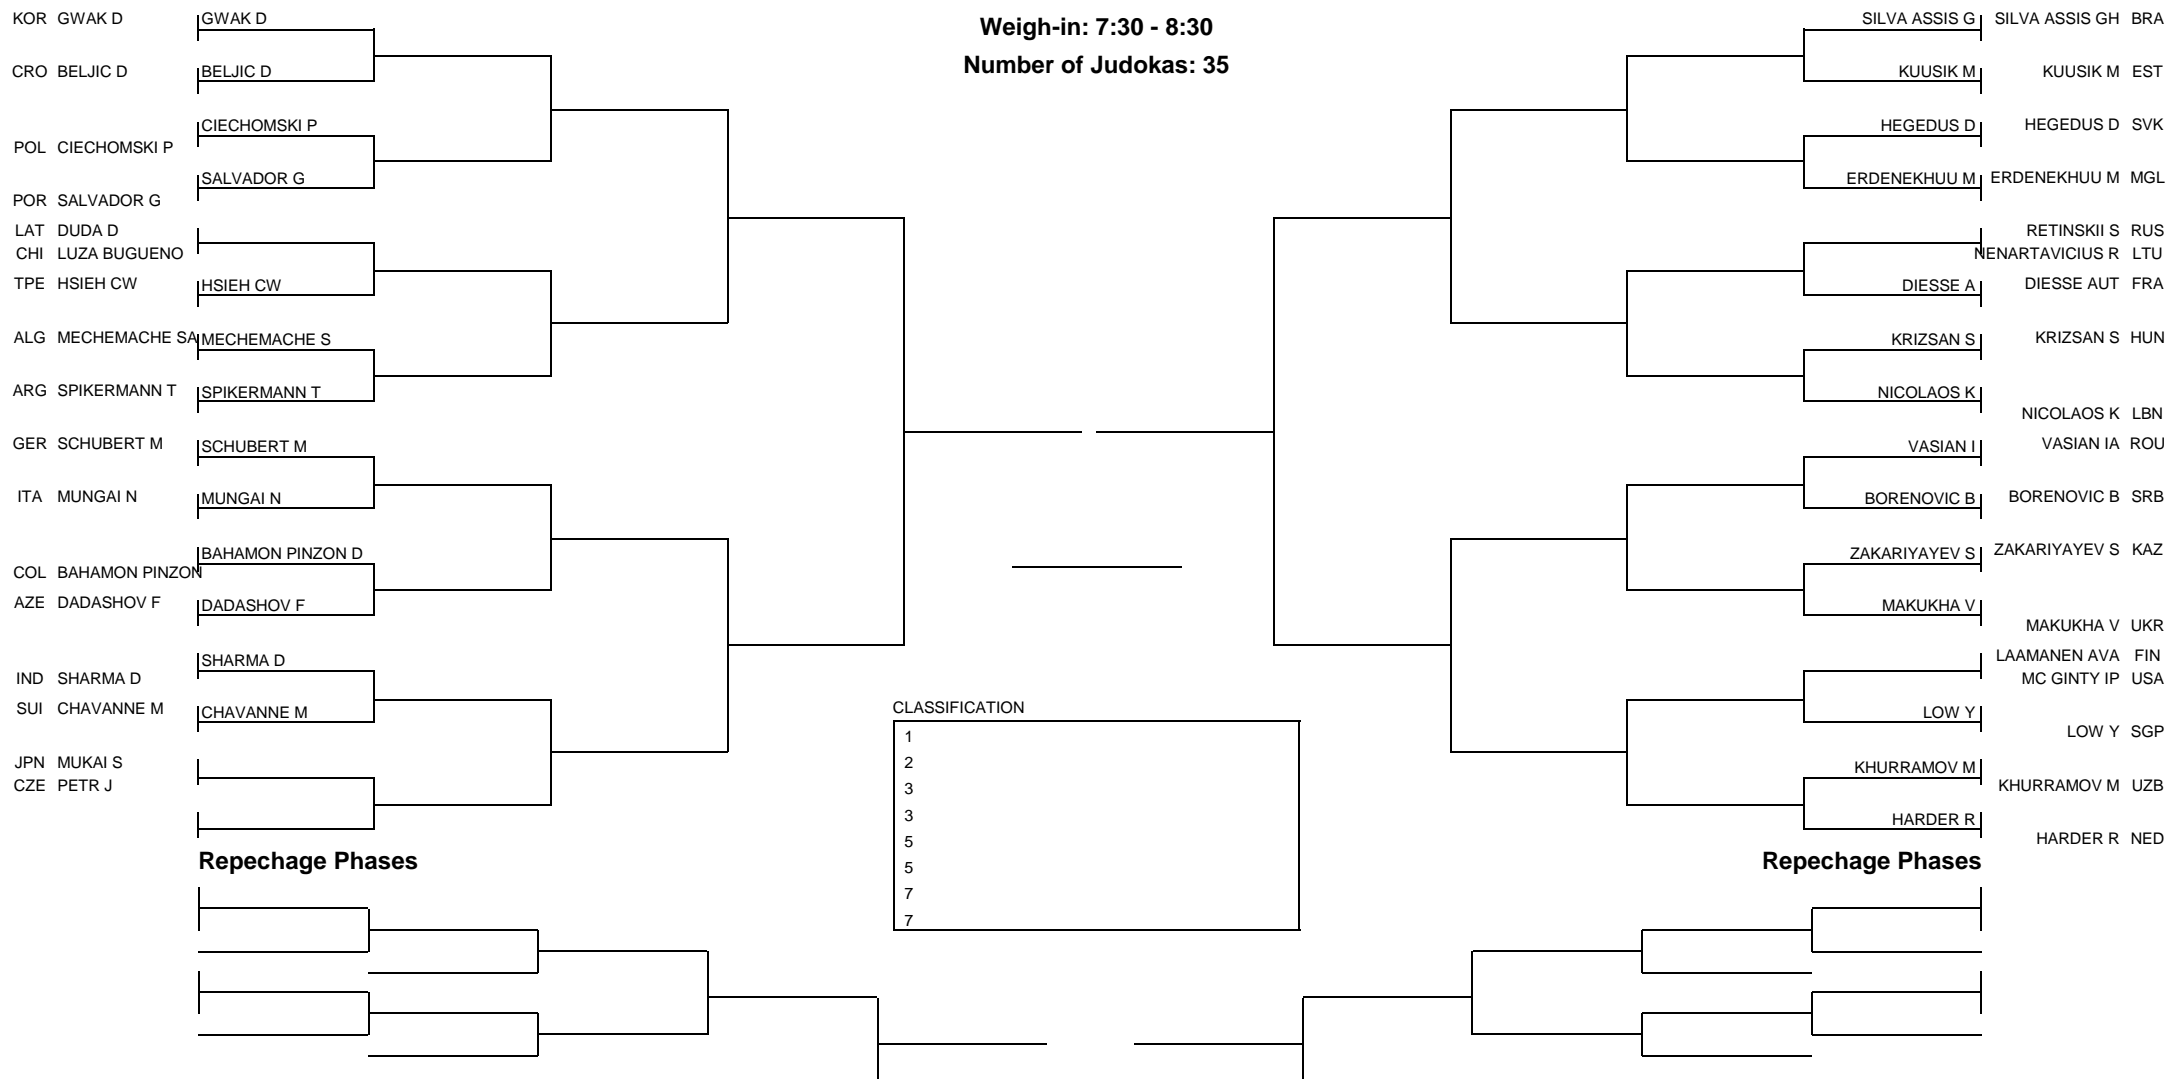 Weigh-in: 7:30 - 8:30
Number of Judokas: 35
KOR GWAK D GWAK D
CRO BELJIC D BELJIC D
CIECHOMSKI P
POL CIECHOMSKI P
SALVADOR G
POR SALVADOR G
LAT DUDA D
CHI LUZA BUGUENO
TPE HSIEH CW HSIEH CW
ALG MECHEMACHE SA MECHEMACHE S
ARG SPIKERMANN T SPIKERMANN T
GER SCHUBERT M SCHUBERT M
ITA MUNGAI N MUNGAI N
BAHAMON PINZON D
COL BAHAMON PINZON
AZE DADASHOV F DADASHOV F
SHARMA D
IND SHARMA D
SUI CHAVANNE M CHAVANNE M
JPN MUKAI S
CZE PETR J
Repechage Phases
SILVA ASSIS G SILVA ASSIS GH BRA
KUUSIK M KUUSIK M EST
HEGEDUS D HEGEDUS D SVK
ERDENEKHUU M ERDENEKHUU M MGL
RETINSKII S RUS
NENARTAVICIUS R LTU
DIESSE A DIESSE AUT FRA
KRIZSAN S KRIZSAN S HUN
NICOLAOS K
NICOLAOS K LBN
VASIAN I VASIAN IA ROU
BORENOVIC B BORENOVIC B SRB
ZAKARIYAYEV S ZAKARIYAYEV S KAZ
MAKUKHA V
MAKUKHA V UKR
LAAMANEN AVA FIN
MC GINTY IP USA
LOW Y
LOW Y SGP
KHURRAMOV M
KHURRAMOV M UZB
HARDER R
HARDER R NED
Repechage Phases
CLASSIFICATION
1
2
3
3
5
5
7
7